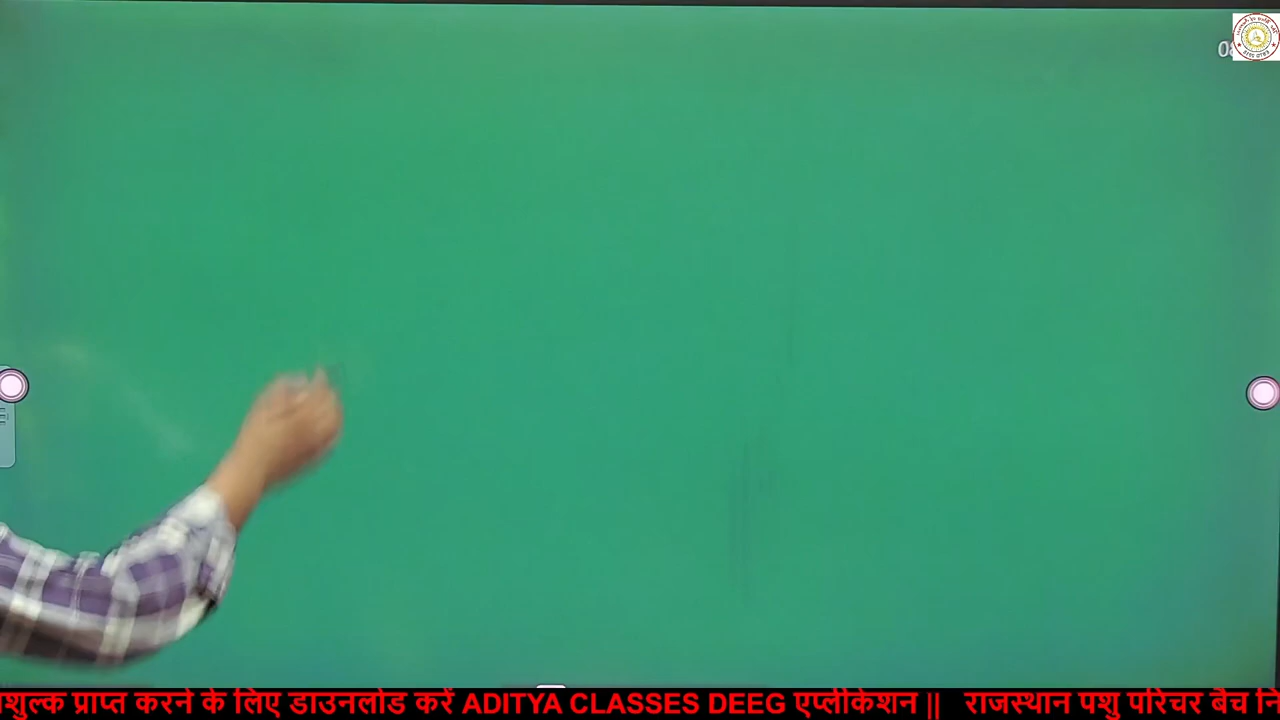 प्राप्त करने के लिए डाउनलोड करें ADITYA CLASSES DEEG एप्लीकेशन || राजस्थान पशु परिचर बैच